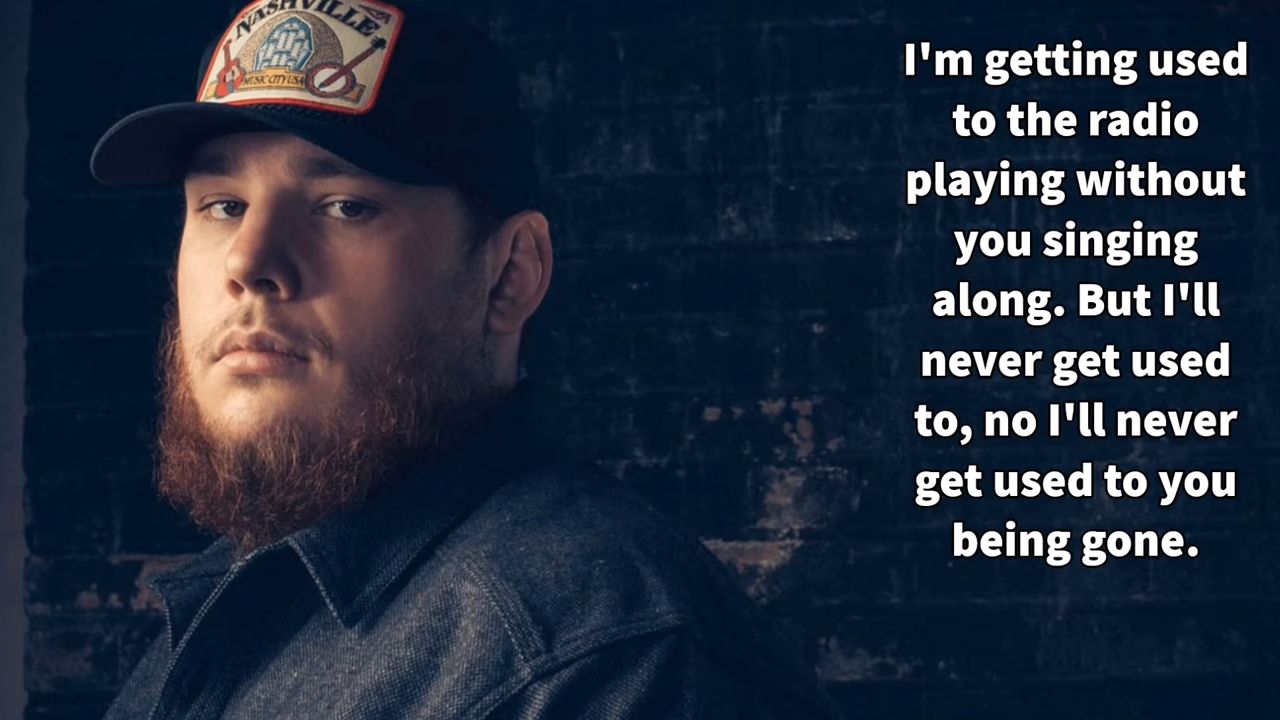 NASHVILLE
MUSIC CITY USA
I'm getting used
to the radio
playing without
you singing
along. But I'll
never get used
to, no I'll never
get used to you
being gone.